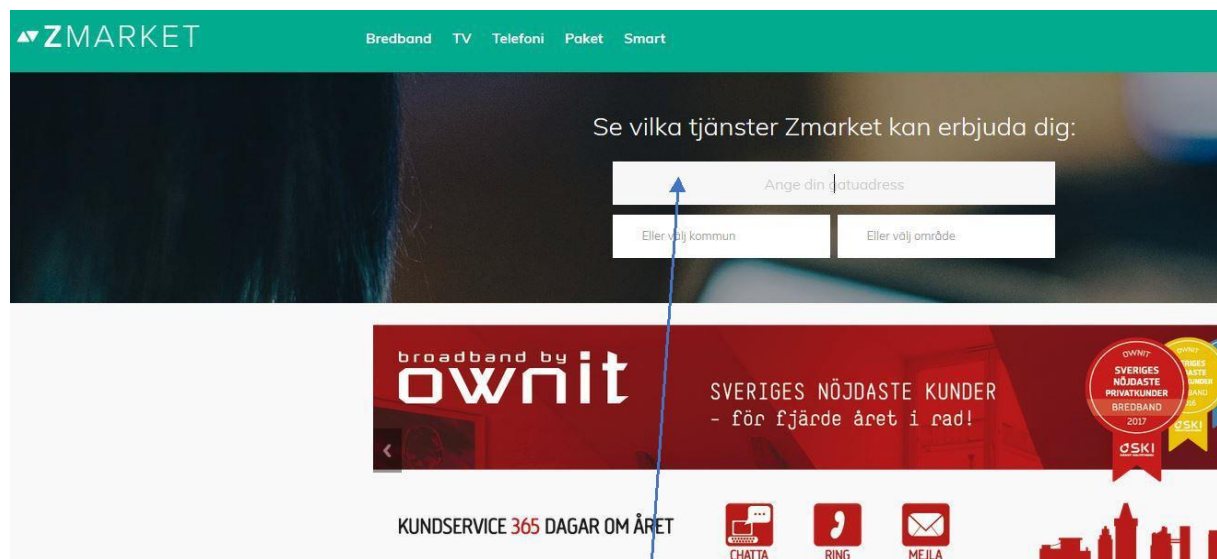 ZMARKET
Bredband TV Telefoni Paket Smart
Se vilka tjänster Zmarket kan erbjuda dig:
Ange din gatuadress
Eller välj kommun
Eller välj område
broadband by
ownit
SVERIGES NÖJDASTE KUNDER
- för fjärde året i rad!
OWNIT
SVERIGES
NÖJDASTE
PRIVATKUNDER
BREDBAND
2017
SKI
SKI
KUNDSERVICE 365 DAGAR OM ÅRET
CHATTA
RING
MEJLA